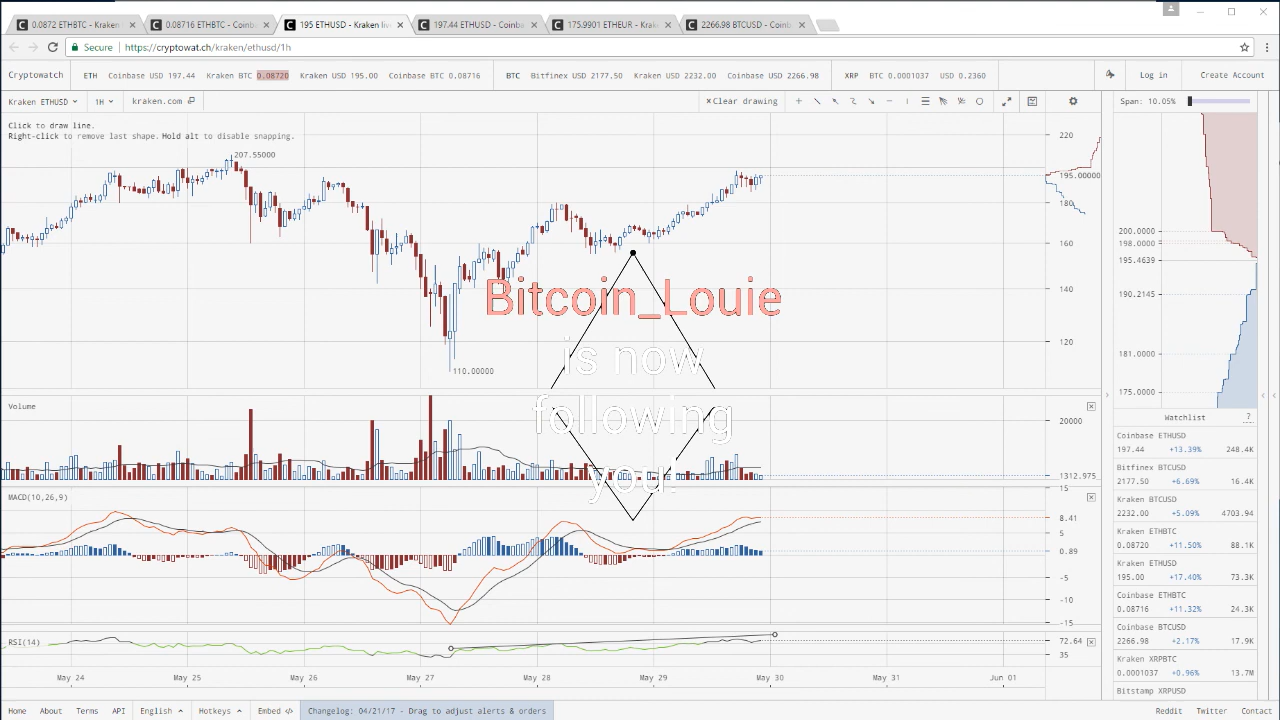 0.0872 ETHBTC - Kraken
0.08716 ETHBTC - Coinb
195 ETHUSD - Kraken liv
197.44 ETHUSD - Coinba
175.9901 ETHEUR - Krak
2266.98 BTCUSD - Coinb
Secure https://cryptowat.ch/kraken/ethusd/1h
Cryptowatch ETH Coinbase USD 197.44 Kraken BTC 0.08720 Kraken USD 195.00 Coinbase BTC 0.08716 BTC Bitfinex USD 2177.50 Kraken USD 2232.00 Coinbase USD 2266.98 XRP BTC 0.0001037 USD 0.2360 Log in Create Account
Kraken ETHUSD 1H kraken.com × Clear drawing Span: 10.05%
Click to draw line.
Right-click to remove last shape. Hold alt to disable snapping.
207.55000
110.00000
220
195.00000
180
160
140
120
Bitcoin_Louie
is now
following
you!
Volume
20000
1312.975
MACD(10,26,9)
15
8.41
5
0.89
-5
-10
-15
RSI(14)
72.64
35
May 24 May 25 May 26 May 27 May 28 May 29 May 30 May 31 Jun 01
200.0000
198.0000
195.4639
190.2145
181.0000
175.0000
Watchlist ?
Coinbase ETHUSD
197.44 +13.39% 248.4K
Bitfinex BTCUSD
2177.50 +6.69% 16.4K
Kraken BTCUSD
2232.00 +5.09% 4703.94
Kraken ETHBTC
0.08720 +11.50% 88.1K
Kraken ETHUSD
195.00 +17.40% 73.3K
Coinbase ETHBTC
0.08716 +11.32% 24.3K
Coinbase BTCUSD
2266.98 +2.17% 17.9K
Kraken XRPBTC
0.0001037 +0.96% 13.7M
Bitstamp XRPUSD
Home About Terms API English Hotkeys Embed </> Changelog: 04/21/17 - Drag to adjust alerts & orders Reddit Twitter Contact